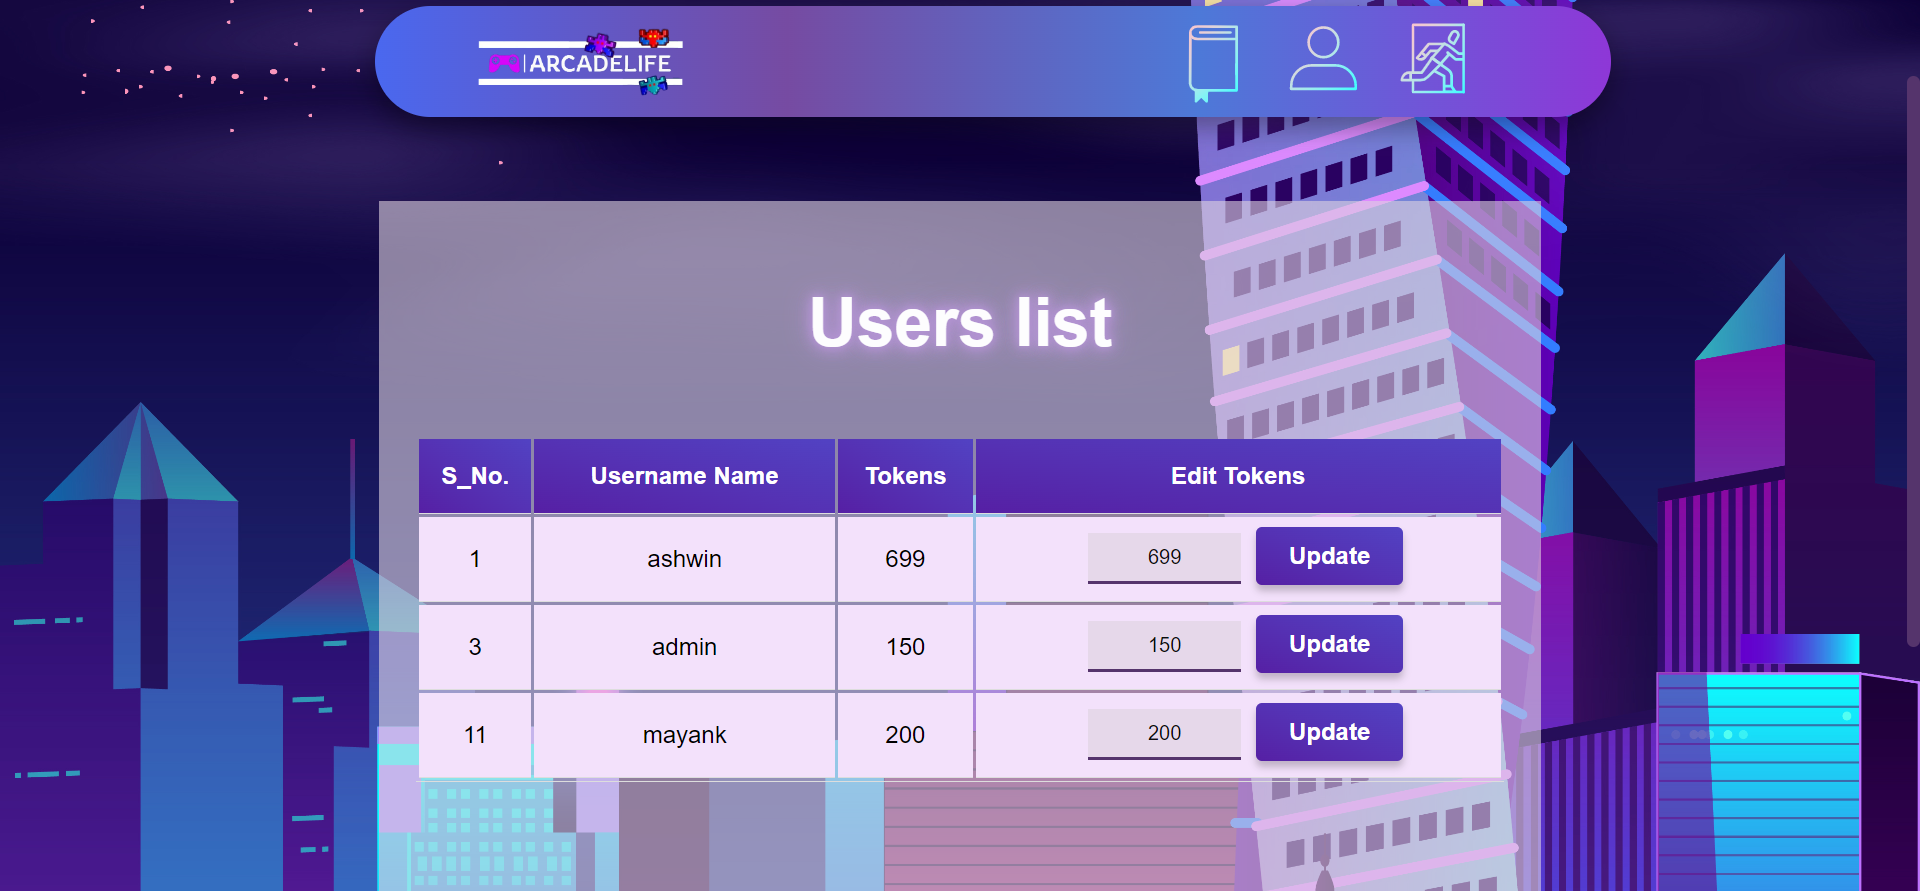 ARCADELIFE
Users list
S_No. Username Name Tokens Edit Tokens
1 ashwin 699 699 Update
3 admin 150 150 Update
11 mayank 200 200 Update